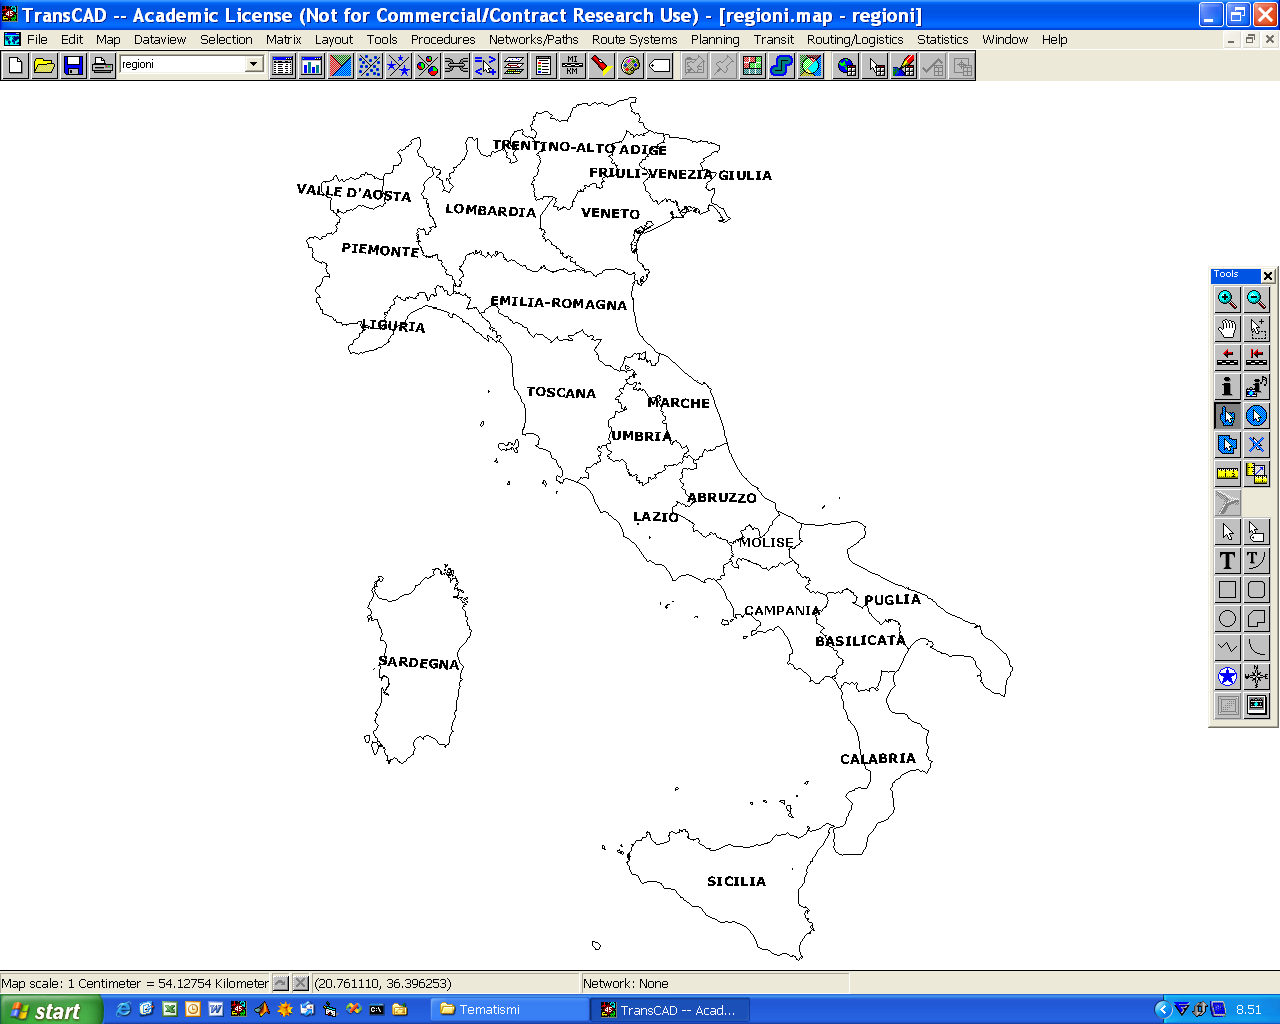 TransCAD -- Academic License (Not for Commercial/Contract Research Use) - [regioni.map - regioni]
File Edit Map Dataview Selection Matrix Layout Tools Procedures Networks/Paths Route Systems Planning Transit Routing/Logistics Statistics Window Help
regioni
MI KM
TRENTINO-ALTO ADIGE
FRIULI-VENEZIA GIULIA
VALLE D'AOSTA
LOMBARDIA
VENETO
PIEMONTE
EMILIA-ROMAGNA
LIGURIA
TOSCANA
MARCHE
UMBRIA
ABRUZZO
LAZIO
MOLISE
CAMPANIA
PUGLIA
BASILICATA
SARDEGNA
CALABRIA
SICILIA
Tools
T T
Map scale: 1 Centimeter = 54.12754 Kilometer
(20.761110, 36.396253)
Network: None
start
Tematismi
TransCAD -- Acad...
8.51